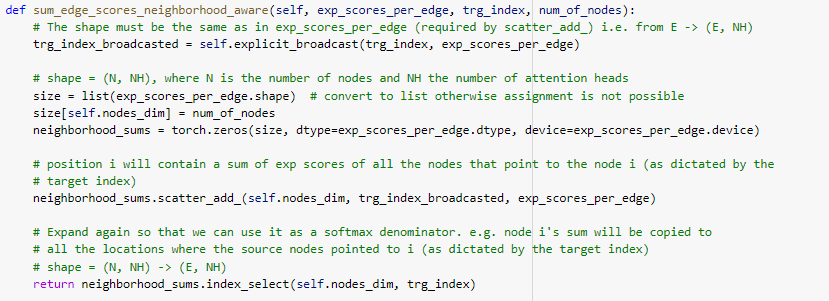 def sum_edge_scores_neighborhood_aware(self, exp_scores_per_edge, trg_index, num_of_nodes):
    # The shape must be the same as in exp_scores_per_edge (required by scatter_add_) i.e. from E -> (E, NH)
    trg_index_broadcasted = self.explicit_broadcast(trg_index, exp_scores_per_edge)

    # shape = (N, NH), where N is the number of nodes and NH the number of attention heads
    size = list(exp_scores_per_edge.shape)  # convert to list otherwise assignment is not possible
    size[self.nodes_dim] = num_of_nodes
    neighborhood_sums = torch.zeros(size, dtype=exp_scores_per_edge.dtype, device=exp_scores_per_edge.device)

    # position i will contain a sum of exp scores of all the nodes that point to the node i (as dictated by the
    # target index)
    neighborhood_sums.scatter_add_(self.nodes_dim, trg_index_broadcasted, exp_scores_per_edge)

    # Expand again so that we can use it as a softmax denominator. e.g. node i's sum will be copied to
    # all the locations where the source nodes pointed to i (as dictated by the target index)
    # shape = (N, NH) -> (E, NH)
    return neighborhood_sums.index_select(self.nodes_dim, trg_index)